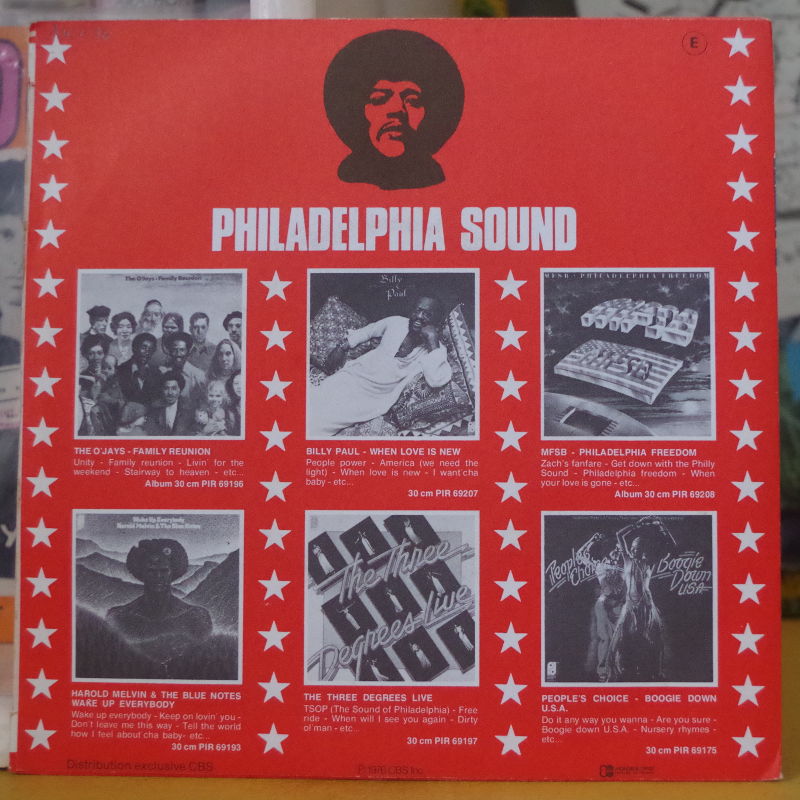 E
PHILADELPHIA SOUND
The O'Jays - Family Reunion
Billy
Paul
MFSB - PHILADELPHIA FREEDOM
THE O'JAYS - FAMILY REUNION
Unity - Family reunion - Livin' for the
weekend - Stairway to heaven - etc...
Album 30 cm PIR 69196
BILLY PAUL - WHEN LOVE IS NEW
People power - America (we need the
light) - When love is new - I want'cha
baby - etc...
30 cm PIR 69207
MFSB - PHILADELPHIA FREEDOM
Zach's fanfare - Get down with the Philly
Sound - Philadelphia freedom - When
your love is gone - etc...
Album 30 cm PIR 69208
Wake Up Everybody
Harold Melvin & The Blue Notes
The Three
Degrees Live
People's
Choice
Boogie
Down
U.S.A.
HAROLD MELVIN & THE BLUE NOTES
WAKE UP EVERYBODY
Wake up everybody - Keep on lovin' you -
Don't leave me this way - Tell the world
how I feel about cha baby- etc...
30 cm PIR 69193
THE THREE DEGREES LIVE
TSOP (The Sound of Philadelphia) - Free
ride - When will I see you again - Dirty
ol' man - etc...
30 cm PIR 69197
PEOPLE'S CHOICE - BOOGIE DOWN
U.S.A.
Do it any way you wanna - Are you sure -
Boogie down U.S.A. - Nursery rhymes -
etc...
30 cm PIR 69175
Distribution exclusive CBS
P 1976 CBS Inc.